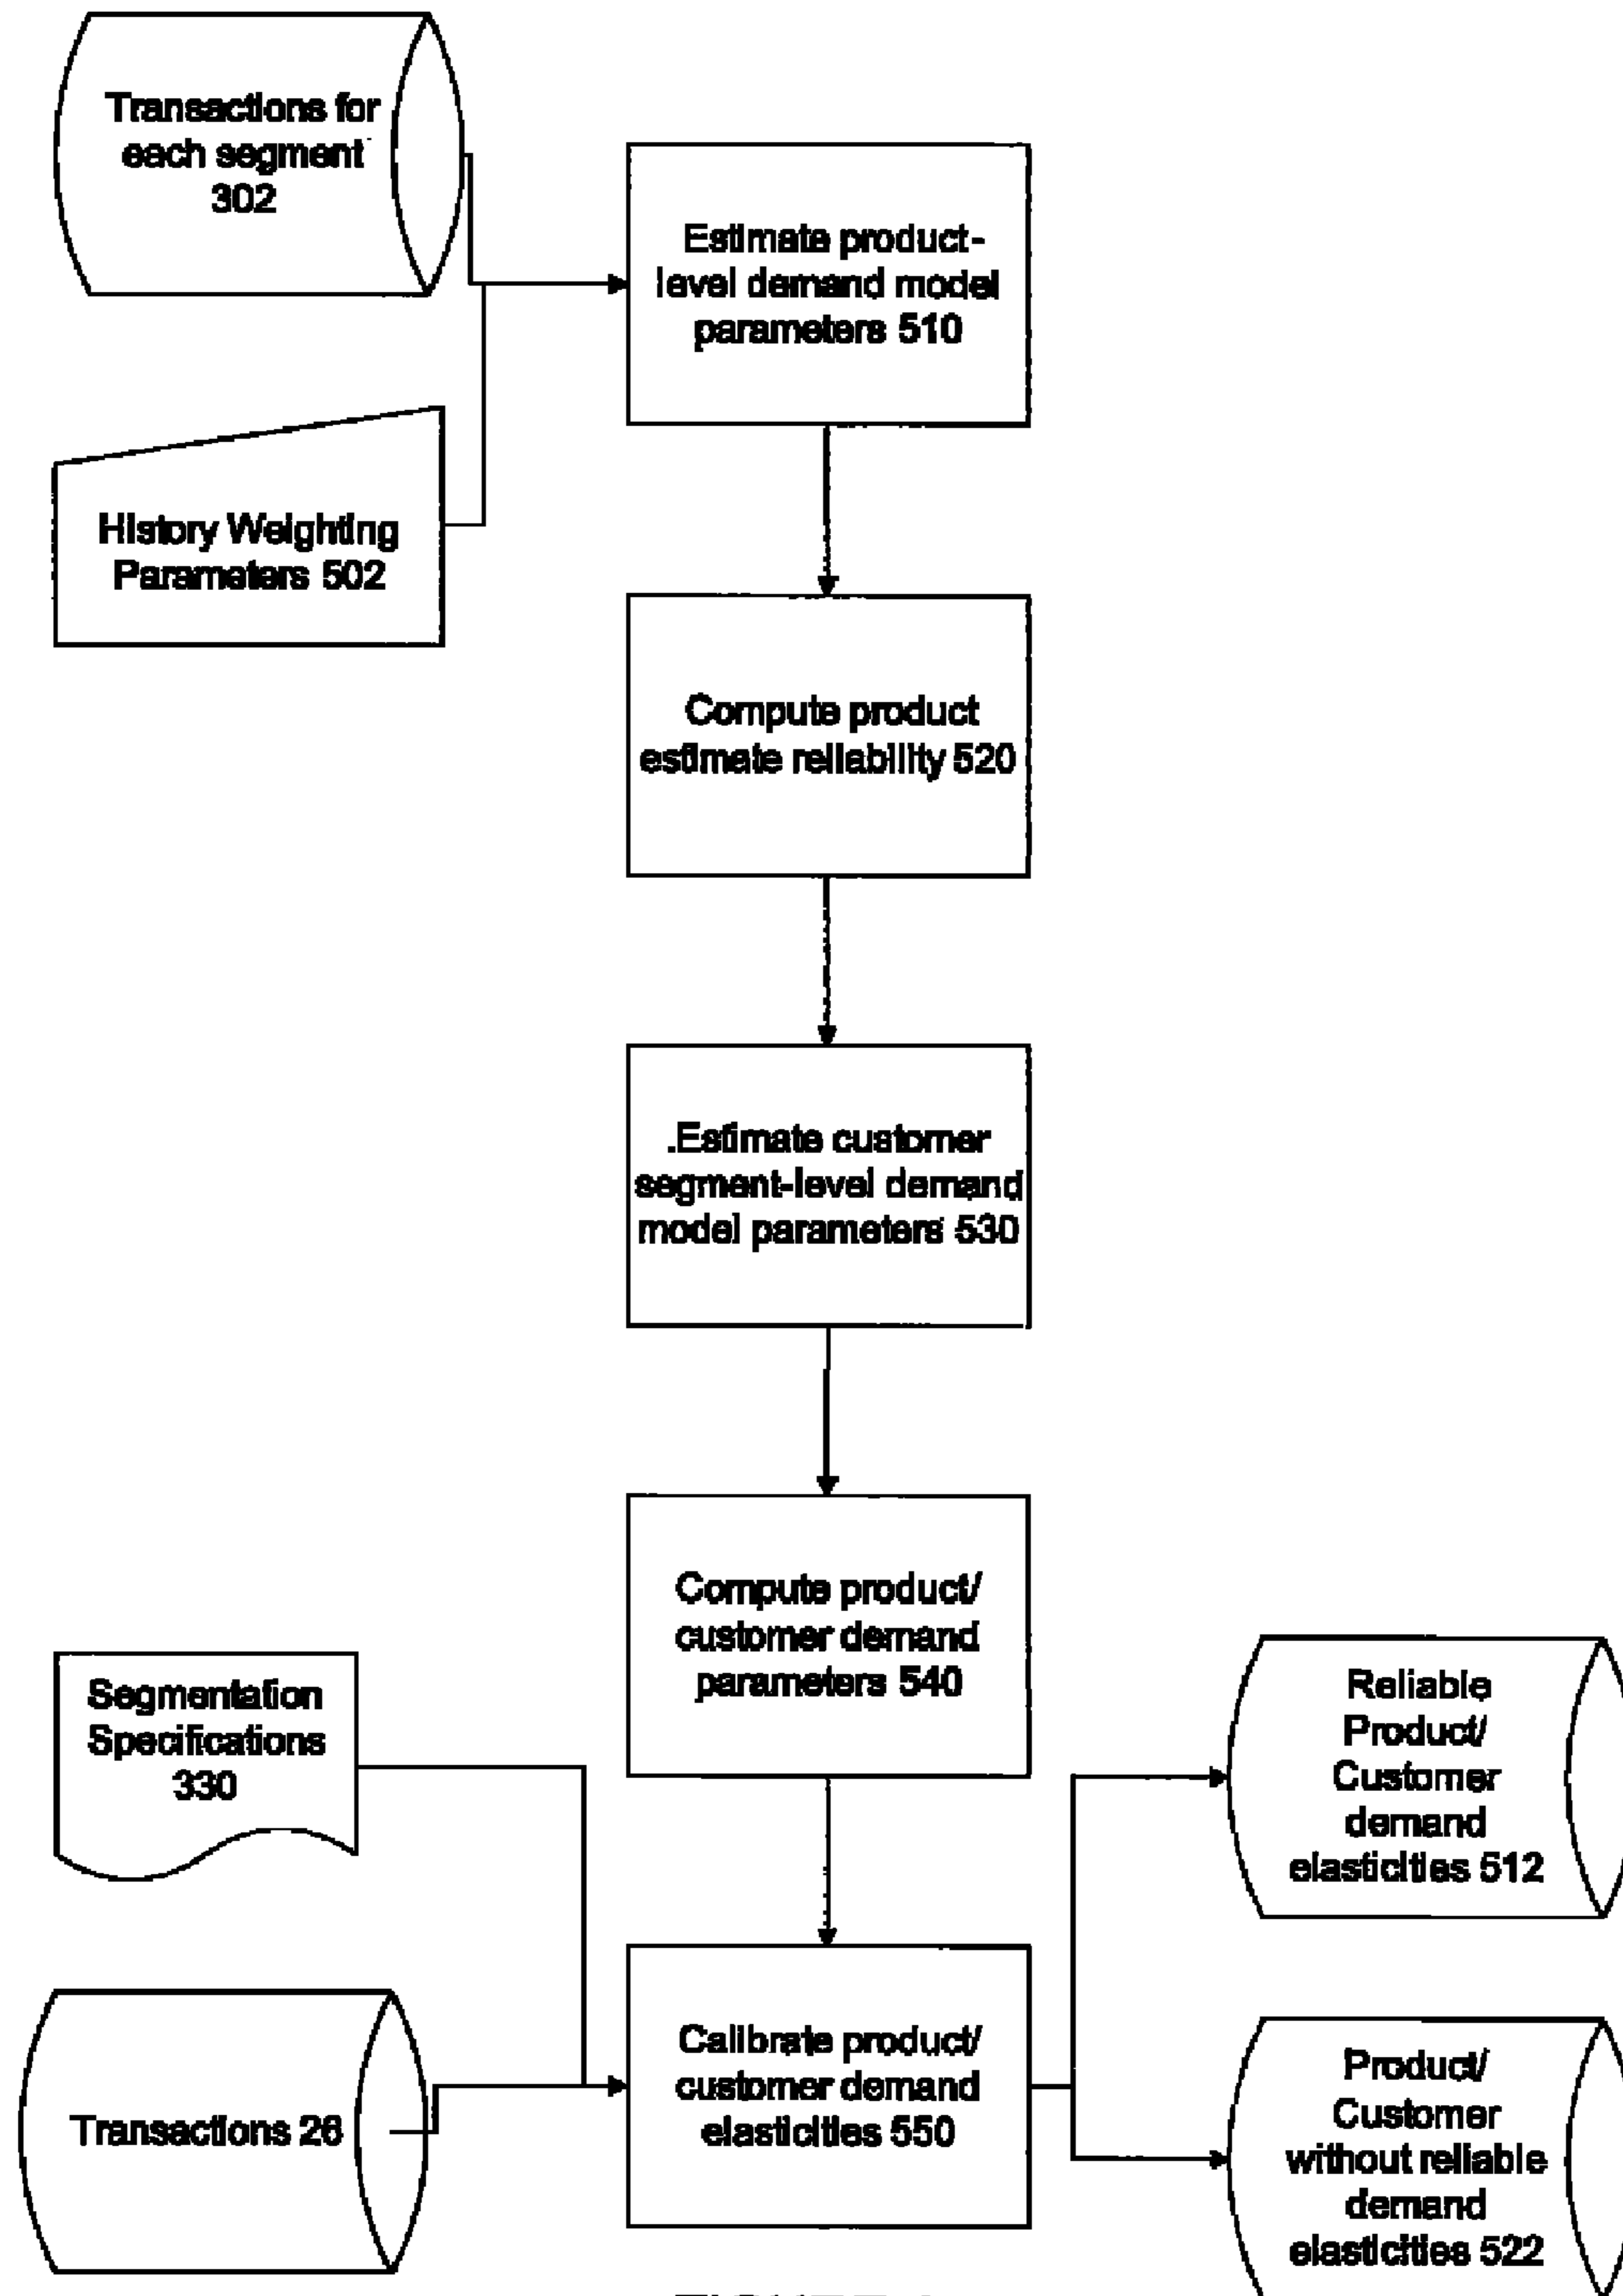 Transactions for
each segment
302
Estimate product-
level demand model
parameters 510
History Weighting
Parameters 502
Compute product
estimate reliability 520
.Estimate customer
segment-level demand
model parameters 530
Compute product/
customer demand
parameters 540
Segmentation
Specifications
330
Reliable
Product/
Customer
demand
elasticities 512
Calibrate product/
customer demand
elasticities 550
Transactions 26
Product/
Customer
without reliable
demand
elasticities 522